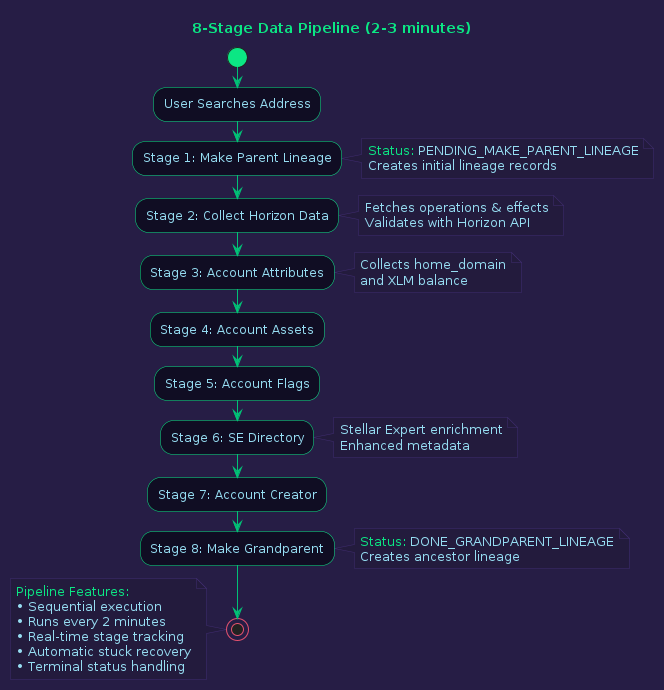 8-Stage Data Pipeline (2-3 minutes)
User Searches Address
Stage 1: Make Parent Lineage
Status: PENDING_MAKE_PARENT_LINEAGE
Creates initial lineage records
Stage 2: Collect Horizon Data
Fetches operations & effects
Validates with Horizon API
Stage 3: Account Attributes
Collects home_domain
and XLM balance
Stage 4: Account Assets
Stage 5: Account Flags
Stage 6: SE Directory
Stellar Expert enrichment
Enhanced metadata
Stage 7: Account Creator
Stage 8: Make Grandparent
Status: DONE_GRANDPARENT_LINEAGE
Creates ancestor lineage
Pipeline Features:
• Sequential execution
• Runs every 2 minutes
• Real-time stage tracking
• Automatic stuck recovery
• Terminal status handling